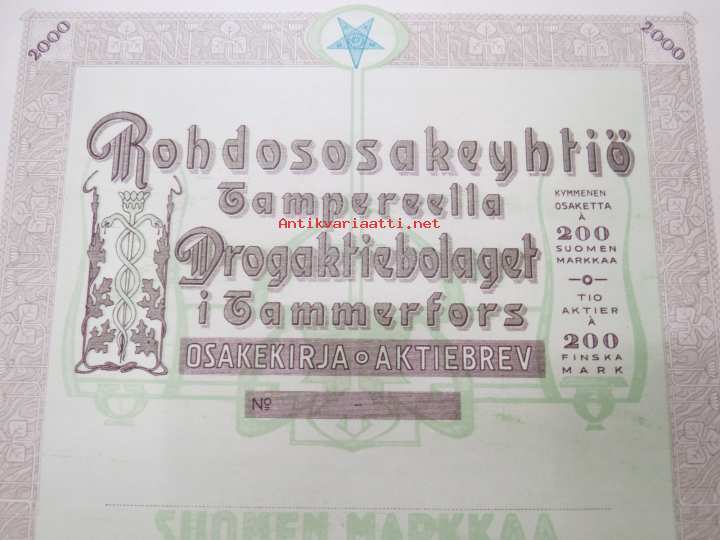 2000
2000
Rohdososakeyhtiö
Tampereella
Antikvariaatti.net
Drogaktiebolaget
i Tammerfors
OSAKEKIRJA o AKTIEBREV
No -
KYMMENEN
OSAKETTA
À
200
SUOMEN
MARKKAA
TIO
AKTIER
À
200
FINSKA
MARK
SUOMEN MARKKAA